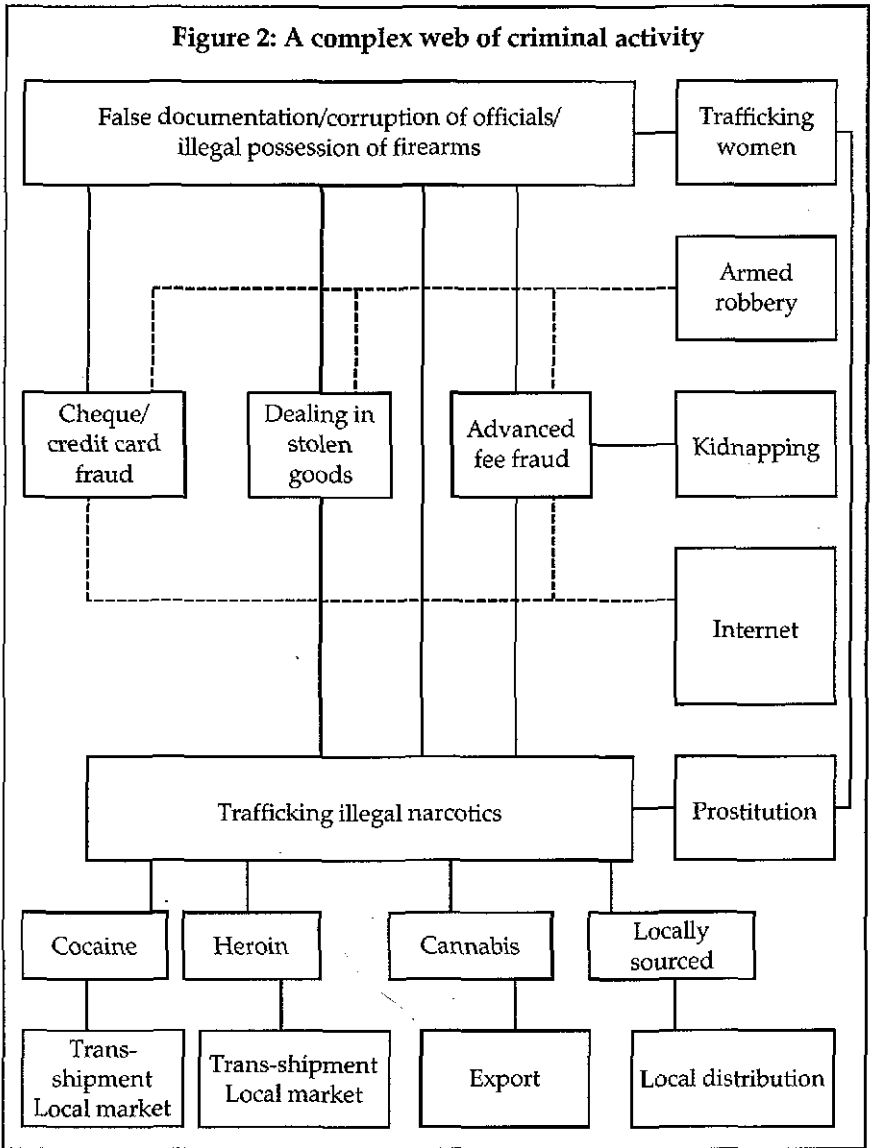 Figure 2: A complex web of criminal activity
False documentation/corruption of officials/
illegal possession of firearms
Trafficking
women
Armed
robbery
Cheque/
credit card
fraud
Dealing in
stolen
goods
Advanced
fee fraud
Kidnapping
Internet
Trafficking illegal narcotics
Prostitution
Cocaine
Heroin
Cannabis
Locally
sourced
Trans-
shipment
Local market
Trans-shipment
Local market
Export
Local distribution